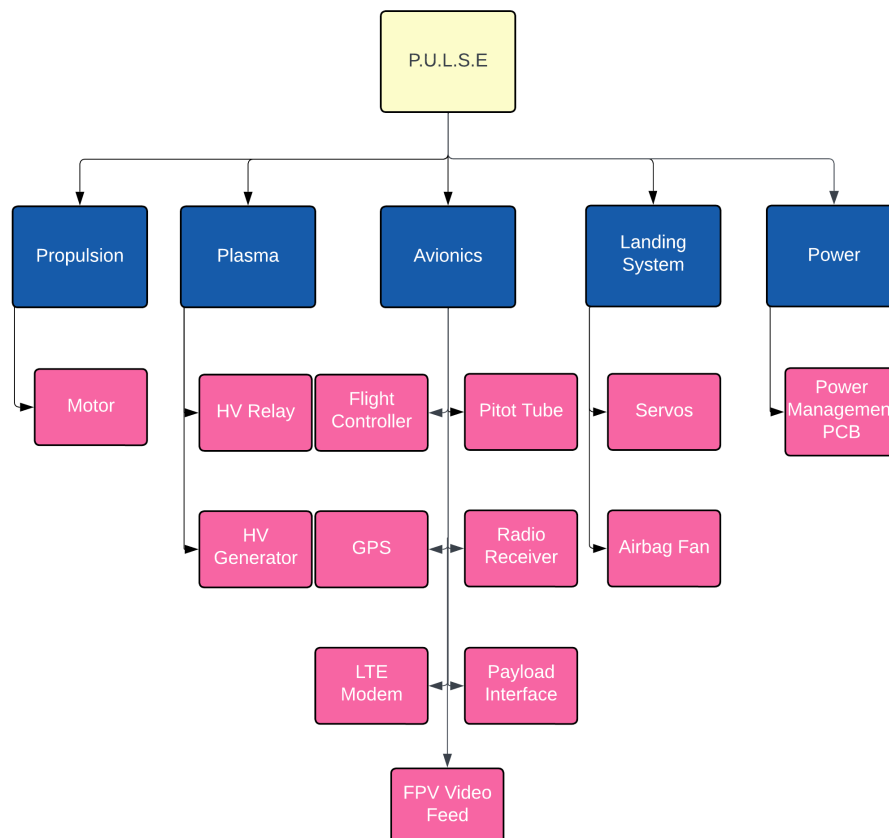 P.U.L.S.E
Propulsion
Plasma
Avionics
Landing
System
Power
Motor
HV Relay
Flight
Controller
Pitot Tube
Servos
Power
Managemen
PCB
HV
Generator
GPS
Radio
Receiver
Airbag Fan
LTE
Modem
Payload
Interface
FPV Video
Feed